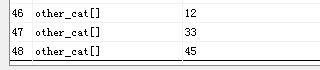 46 other_cat[] 12
47 other_cat[] 33
48 other_cat[] 45